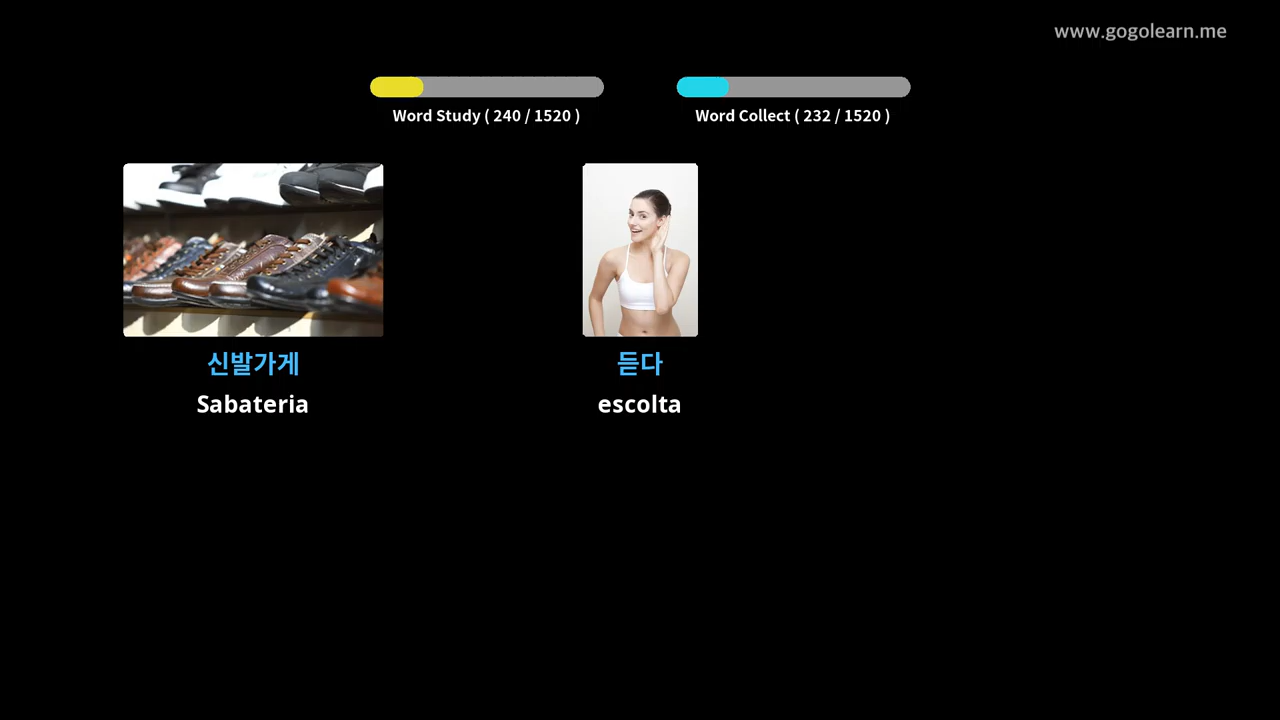 www.gogolearn.me
Word Study ( 240 / 1520 )
Word Collect ( 232 / 1520 )
신발가게
Sabateria
듣다
escolta